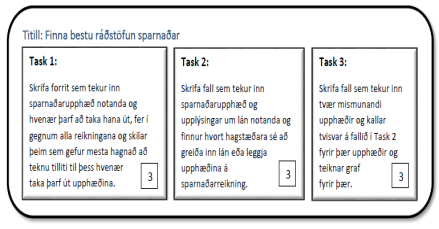 Titill: Finna bestu ráðstöfun sparnaðar
Task 1:
Skrifa forrit sem tekur inn
sparnaðarupphæð notanda og
hvenær þarf að taka hana út, fer í
gegnum alla reikningana og skilar
þeim sem gefur mesta hagnað að
teknu tilliti til þess hvenær
taka þarf út upphæðina.
3
Task 2:
Skrifa fall sem tekur inn
sparnaðarupphæð og
upplýsingar um lán notanda og
finnur hvort hagstæðara sé að
greiða inn lán eða leggja
upphæðina á
sparnaðarreikning.
3
Task 3:
Skrifa fall sem tekur inn
tvær mismunandi
upphæðir og kallar
tvisvar á fallið í Task 2
fyrir þær upphæðir og
teiknar graf
fyrir þær.
3